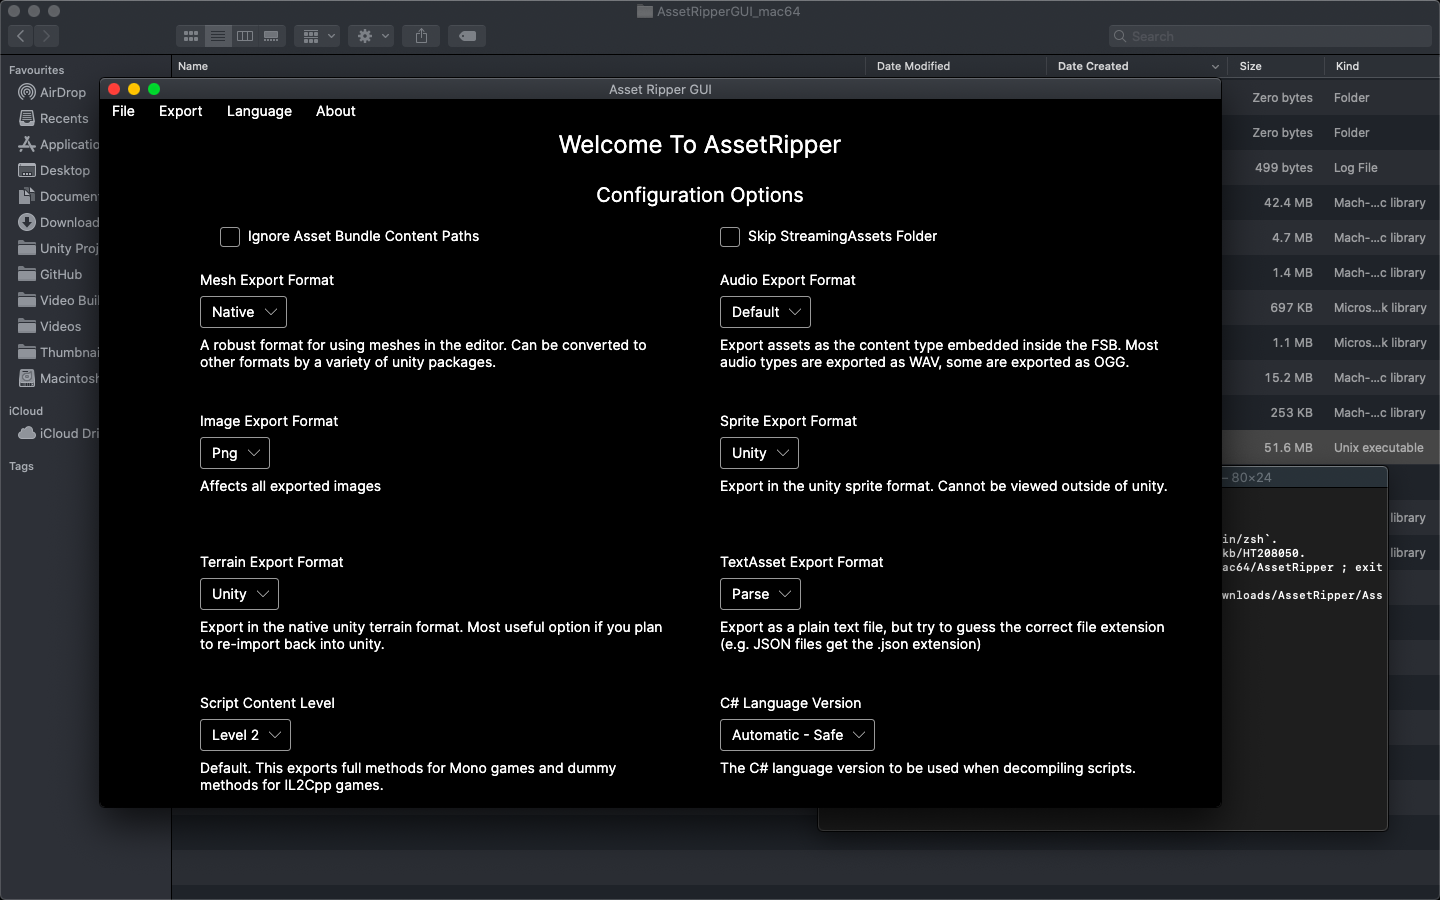 AssetRipperGUI_mac64
Search
Favourites
AirDrop
Recents
Applicatio
Desktop
Documen
Download
Unity Proj
GitHub
Video Buil
Videos
Thumbnai
Macintosh
iCloud
iCloud Dri
Tags
Name
Date Modified
Date Created
Size
Kind
Zero bytes
Folder
Zero bytes
Folder
499 bytes
Log File
42.4 MB
Mach-...c library
4.7 MB
Mach-...c library
1.4 MB
Mach-...c library
697 KB
Micros...k library
1.1 MB
Micros...k library
15.2 MB
Mach-...c library
253 KB
Mach-...c library
51.6 MB
Unix executable
library
library
Asset Ripper GUI
File
Export
Language
About
Welcome To AssetRipper
Configuration Options
Ignore Asset Bundle Content Paths
Skip StreamingAssets Folder
Mesh Export Format
Native
A robust format for using meshes in the editor. Can be converted to
other formats by a variety of unity packages.
Audio Export Format
Default
Export assets as the content type embedded inside the FSB. Most
audio types are exported as WAV, some are exported as OGG.
Image Export Format
Png
Affects all exported images
Sprite Export Format
Unity
Export in the unity sprite format. Cannot be viewed outside of unity.
Terrain Export Format
Unity
Export in the native unity terrain format. Most useful option if you plan
to re-import back into unity.
TextAsset Export Format
Parse
Export as a plain text file, but try to guess the correct file extension
(e.g. JSON files get the .json extension)
Script Content Level
Level 2
Default. This exports full methods for Mono games and dummy
methods for IL2Cpp games.
C# Language Version
Automatic - Safe
The C# language version to be used when decompiling scripts.
— 80×24
in/zsh`.
kb/HT208050.
ac64/AssetRipper ; exit
wnloads/AssetRipper/Ass